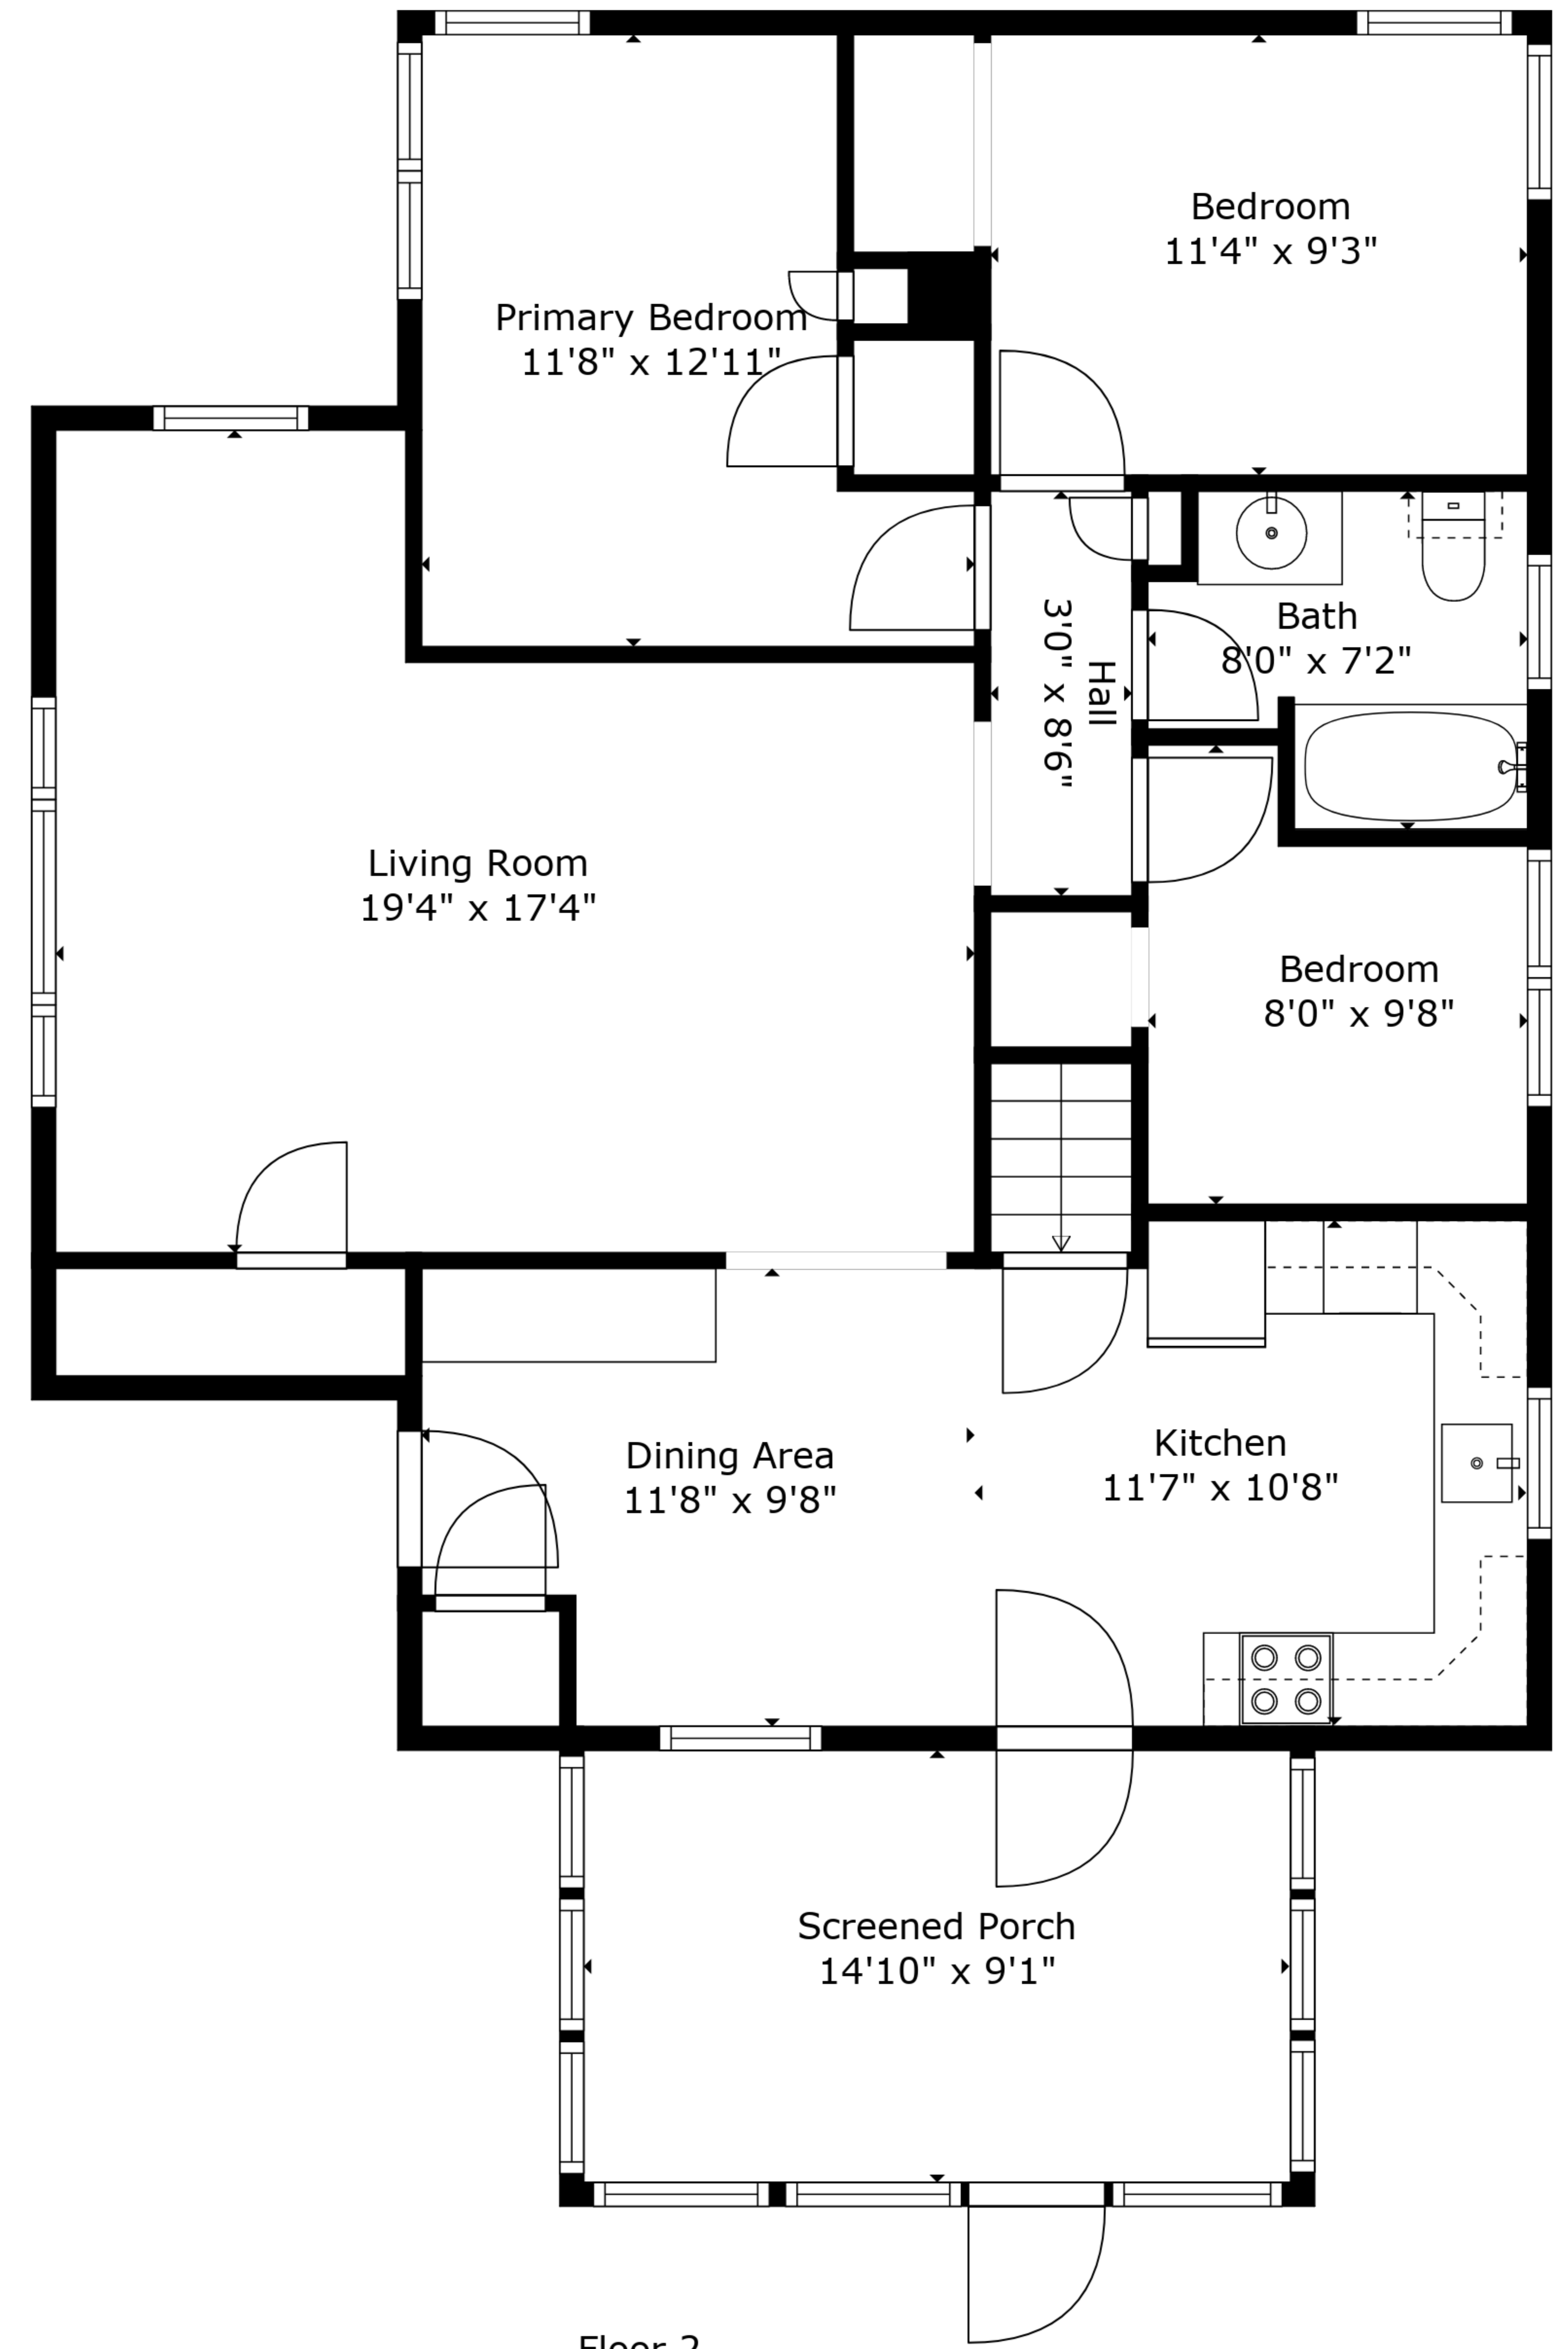 Bedroom
11'4" x 9'3"
Primary Bedroom
11'8" x 12'11"
Bath
8'0" x 7'2"
Hall
3'0" x 8'6"
Living Room
19'4" x 17'4"
Bedroom
8'0" x 9'8"
Dining Area
11'8" x 9'8"
Kitchen
11'7" x 10'8"
Screened Porch
14'10" x 9'1"
Floor 2